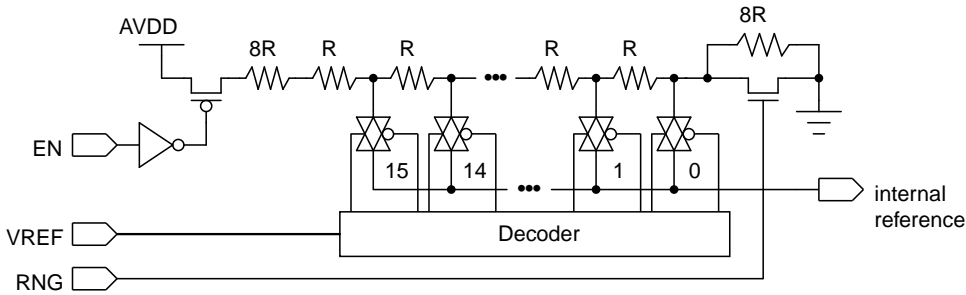 AVDD
8R
R
R
R
R
8R
EN
15
14
1
0
internal
reference
VREF
Decoder
RNG